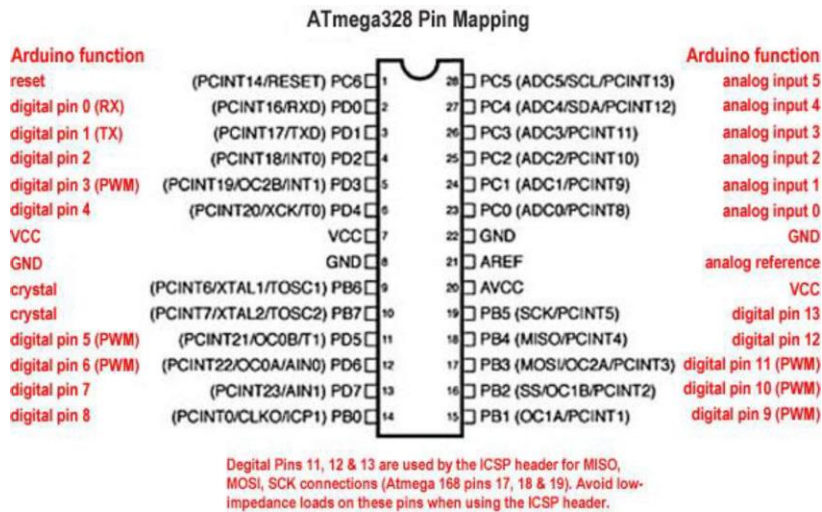 ATmega328 Pin Mapping
Arduino function Arduino function
reset (PCINT14/RESET) PC6 1 28 PC5 (ADC5/SCL/PCINT13) analog input 5
digital pin 0 (RX) (PCINT16/RXD) PD0 2 27 PC4 (ADC4/SDA/PCINT12) analog input 4
digital pin 1 (TX) (PCINT17/TXD) PD1 3 26 PC3 (ADC3/PCINT11) analog input 3
digital pin 2 (PCINT18/INT0) PD2 4 25 PC2 (ADC2/PCINT10) analog input 2
digital pin 3 (PWM) (PCINT19/OC2B/INT1) PD3 5 24 PC1 (ADC1/PCINT9) analog input 1
digital pin 4 (PCINT20/XCK/T0) PD4 6 23 PC0 (ADC0/PCINT8) analog input 0
VCC VCC 7 22 GND GND
GND GND 8 21 AREF analog reference
crystal (PCINT6/XTAL1/TOSC1) PB6 9 20 AVCC VCC
crystal (PCINT7/XTAL2/TOSC2) PB7 10 19 PB5 (SCK/PCINT5) digital pin 13
digital pin 5 (PWM) (PCINT21/OC0B/T1) PD5 11 18 PB4 (MISO/PCINT4) digital pin 12
digital pin 6 (PWM) (PCINT22/OC0A/AIN0) PD6 12 17 PB3 (MOSI/OC2A/PCINT3) digital pin 11 (PWM)
digital pin 7 (PCINT23/AIN1) PD7 13 16 PB2 (SS/OC1B/PCINT2) digital pin 10 (PWM)
digital pin 8 (PCINT0/CLKO/ICP1) PB0 14 15 PB1 (OC1A/PCINT1) digital pin 9 (PWM)
Degital Pins 11, 12 & 13 are used by the ICSP header for MISO,
MOSI, SCK connections (Atmega 168 pins 17, 18 & 19). Avoid low-
impedance loads on these pins when using the ICSP header.